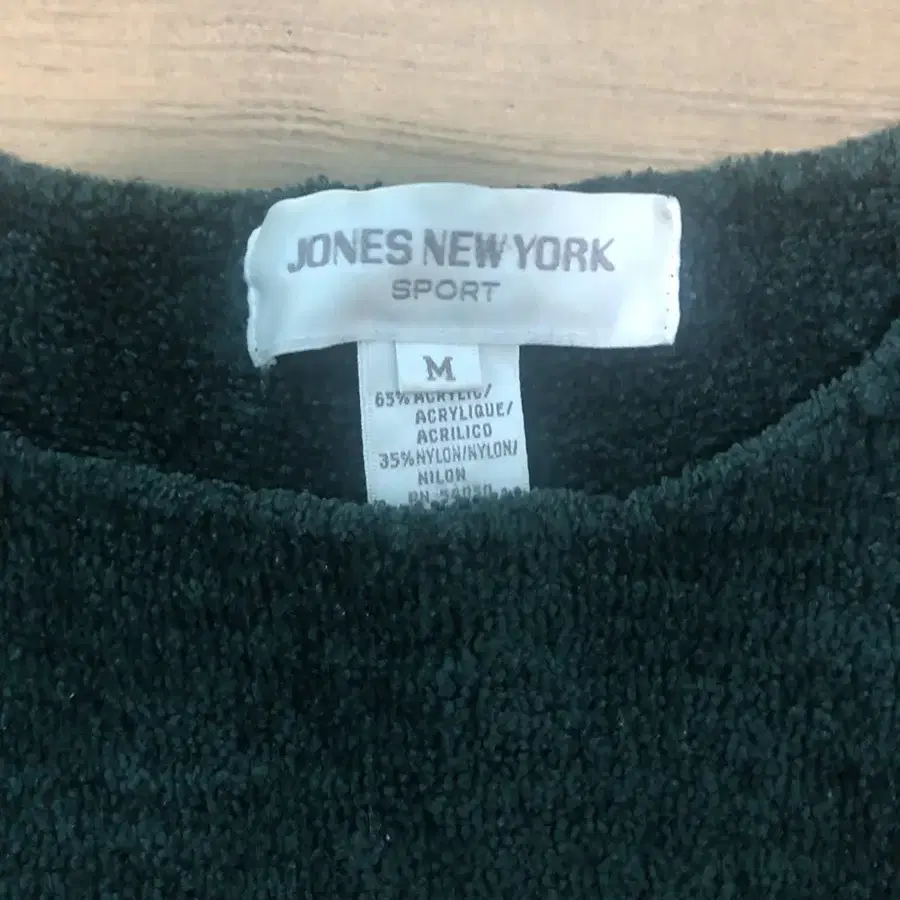 JONES NEW YORK
SPORT
M
65% ACRYLIC/
ACRYLIQUE/
ACRILICO
35%NYLON/NYLON/
NILON